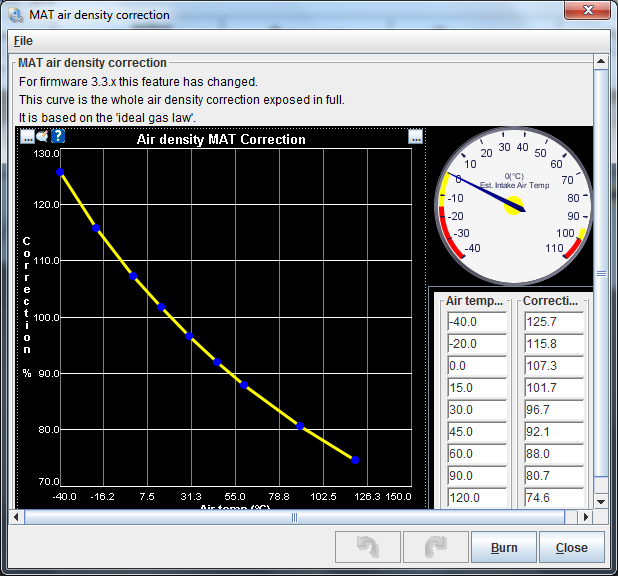 MAT air density correction
File
MAT air density correction
For firmware 3.3.x this feature has changed.
This curve is the whole air density correction exposed in full.
It is based on the 'ideal gas law'.
... ? Air density MAT Correction ...
130.0
120.0
110.0
100.0
90.0
80.0
70.0
Correction %
-40.0 -16.2 7.5 31.3 55.0 78.8 102.5 126.3 150.0
Air temp (°C)
-40 -30 -20 -10 0 10 20 30 40 50 60 70 80 90 100 110
0(°C)
Est. Intake Air Temp
Air temp... Correcti...
-40.0 125.7
-20.0 115.8
0.0 107.3
15.0 101.7
30.0 96.7
45.0 92.1
60.0 88.0
90.0 80.7
120.0 74.6
Burn Close